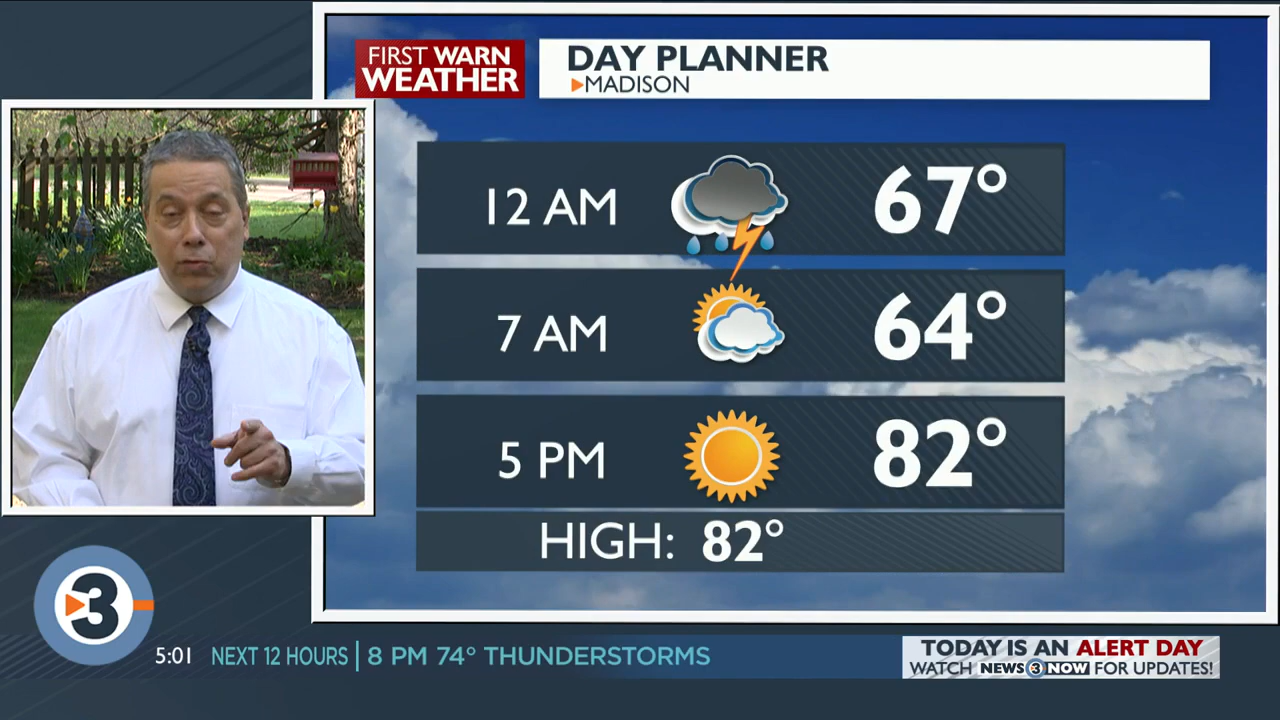 FIRST WARN
WEATHER
DAY PLANNER
MADISON
12 AM 67°
7 AM 64°
5 PM 82°
HIGH: 82°
3
5:01 NEXT 12 HOURS | 8 PM 74° THUNDERSTORMS
TODAY IS AN ALERT DAY
WATCH NEWS 3 NOW FOR UPDATES!